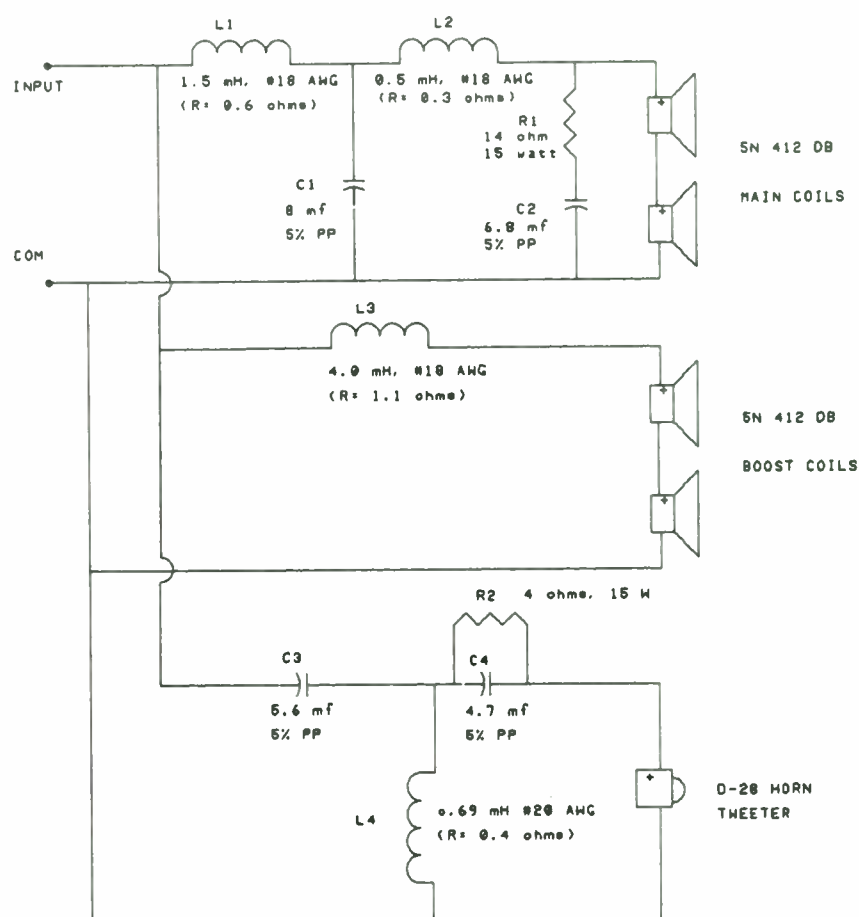 L1
L2
INPUT
1.5 mH, #18 AWG
(R= 0.6 ohms)
0.5 mH, #18 AWG
(R= 0.3 ohms)
R1
14 ohm
15 watt
5N 412 DB
MAIN COILS
C1
8 mf
5% PP
C2
6.8 mf
5% PP
COM
L3
4.0 mH, #18 AWG
(R= 1.1 ohms)
5N 412 DB
BOOST COILS
R2 4 ohms, 15 W
C3
5.6 mf
5% PP
C4
4.7 mf
5% PP
L4
0.69 mH #20 AWG
(R= 0.4 ohms)
D-28 HORN
TWEETER